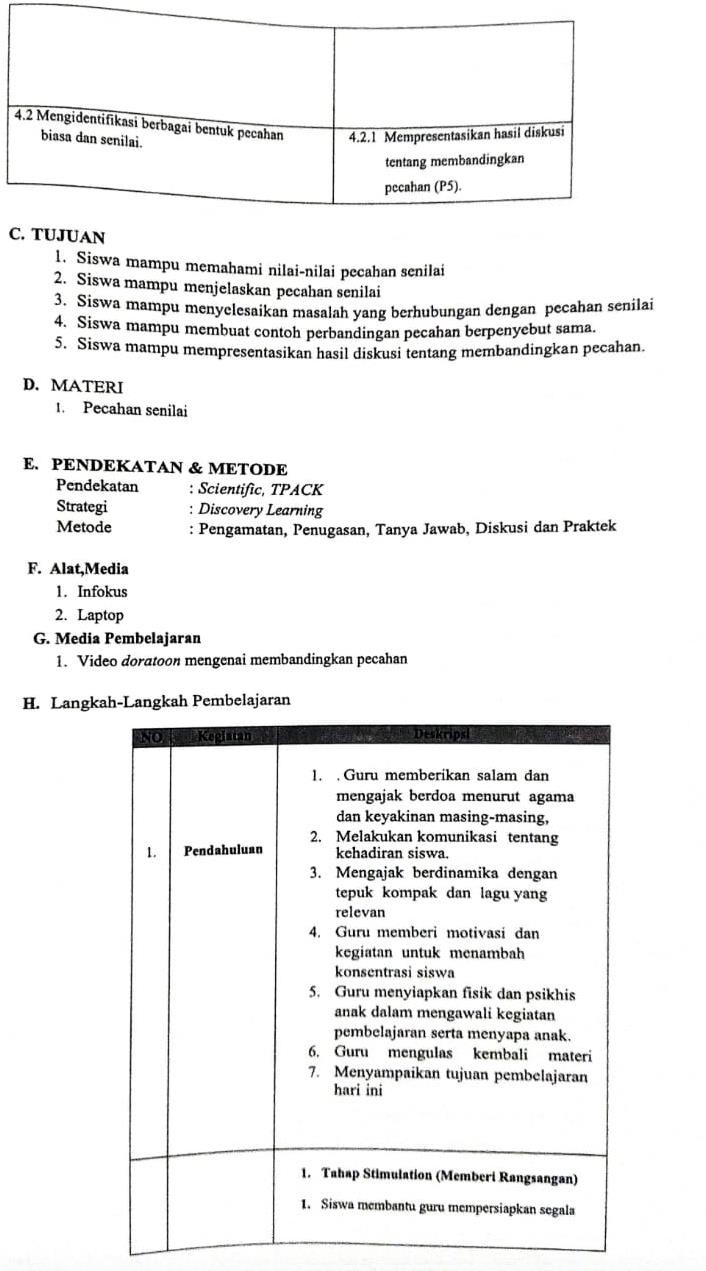 4.2 Mengidentifikasi berbagai bentuk pecahan
biasa dan senilai.
4.2.1 Mempresentasikan hasil diskusi
tentang membandingkan
pecahan (P5).
C. TUJUAN
1. Siswa mampu memahami nilai-nilai pecahan senilai
2. Siswa mampu menjelaskan pecahan senilai
3. Siswa mampu menyelesaikan masalah yang berhubungan dengan pecahan senilai
4. Siswa mampu membuat contoh perbandingan pecahan berpenyebut sama.
5. Siswa mampu mempresentasikan hasil diskusi tentang membandingkan pecahan.
D. MATERI
1. Pecahan senilai
E. PENDEKATAN & METODE
Pendekatan : Scientific, TPACK
Strategi : Discovery Learning
Metode : Pengamatan, Penugasan, Tanya Jawab, Diskusi dan Praktek
F. Alat,Media
1. Infokus
2. Laptop
G. Media Pembelajaran
1. Video doratoon mengenai membandingkan pecahan
H. Langkah-Langkah Pembelajaran
NO Kegiatan Deskripsi
1. . Guru memberikan salam dan
mengajak berdoa menurut agama
dan keyakinan masing-masing,
2. Melakukan komunikasi tentang
1. Pendahuluan kehadiran siswa.
3. Mengajak berdinamika dengan
tepuk kompak dan lagu yang
relevan
4. Guru memberi motivasi dan
kegiatan untuk menambah
konsentrasi siswa
5. Guru menyiapkan fisik dan psikhis
anak dalam mengawali kegiatan
pembelajaran serta menyapa anak.
6. Guru mengulas kembali materi
7. Menyampaikan tujuan pembelajaran
hari ini
1. Tahap Stimulation (Memberi Rangsangan)
1. Siswa membantu guru mempersiapkan segala